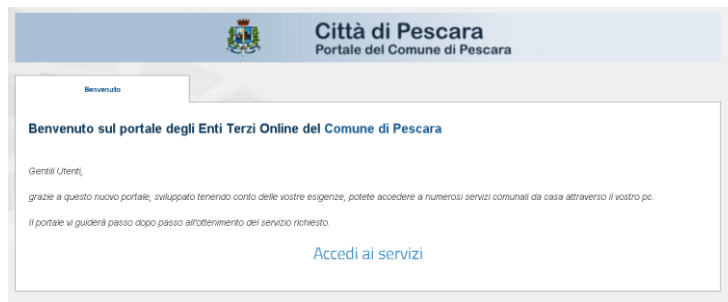 Città di Pescara
Portale del Comune di Pescara
Benvenuto
Benvenuto sul portale degli Enti Terzi Online del Comune di Pescara
Gentili Utenti,
grazie a questo nuovo portale, sviluppato tenendo conto delle vostre esigenze, potete accedere a numerosi servizi comunali da casa attraverso il vostro pc.
Il portale vi guiderà passo dopo passo all'ottenimento del servizio richiesto.
Accedi ai servizi